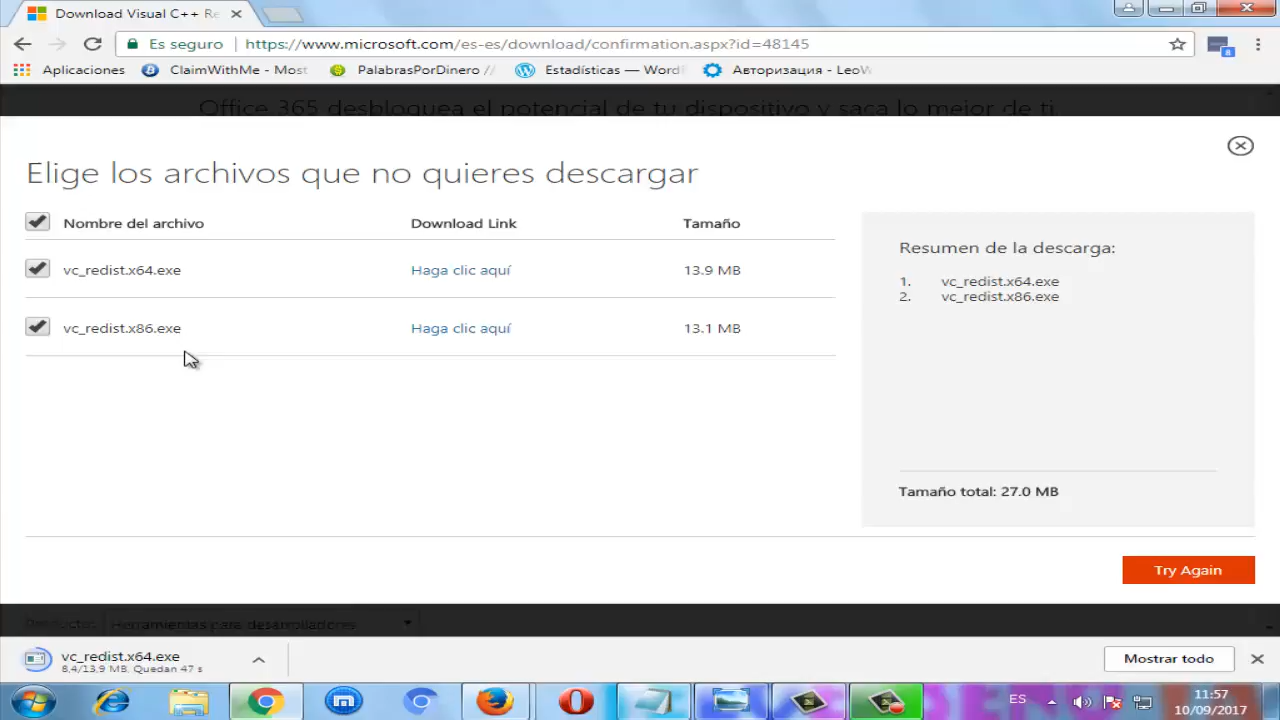 Download Visual C++ Re
Es seguro
https://www.microsoft.com/es-es/download/confirmation.aspx?id=48145
8
Aplicaciones
ClaimWithMe - Most
PalabrasPorDinero //
Estadísticas — Word
Авторизация - LeoW
Office 365 desbloquea el potencial de tu dispositivo y saca lo mejor de ti
Elige los archivos que no quieres descargar
Nombre del archivo Download Link Tamaño
vc_redist.x64.exe Haga clic aquí 13.9 MB
vc_redist.x86.exe Haga clic aquí 13.1 MB
Resumen de la descarga:
1. vc_redist.x64.exe
2. vc_redist.x86.exe
Tamaño total: 27.0 MB
Try Again
Producto: Herramientas para desarrolladores
vc_redist.x64.exe
8,4/13,9 MB. Quedan 47 s
Mostrar todo
ES
11:57
10/09/2017